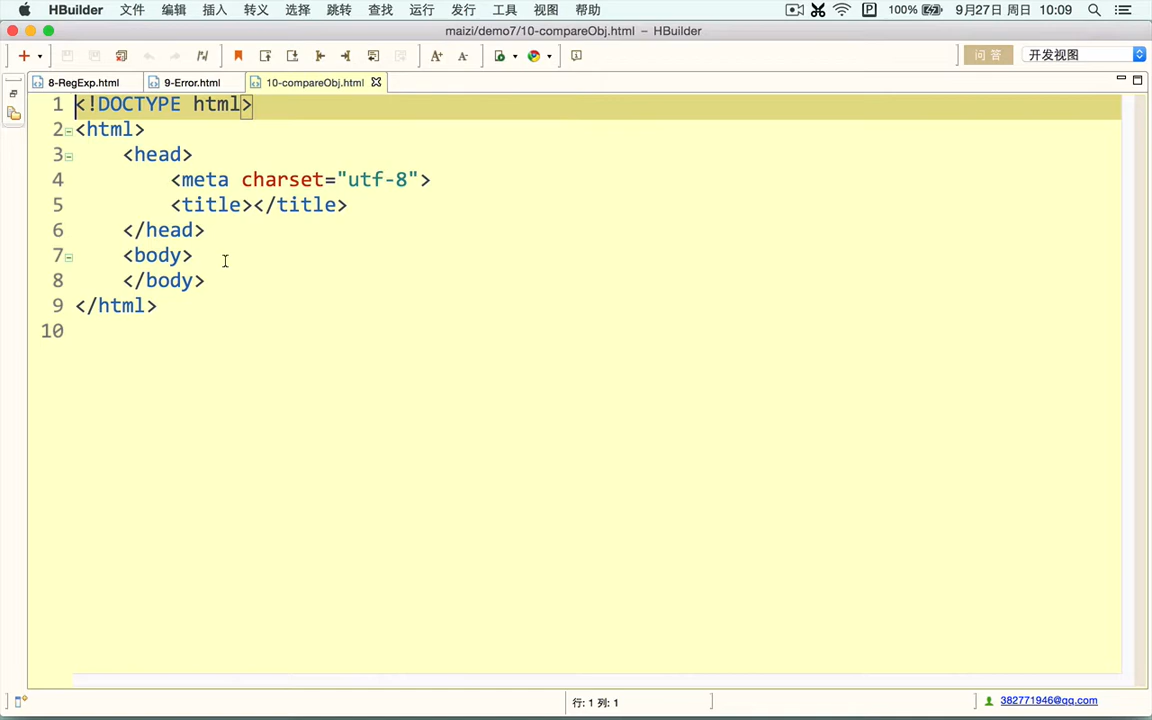 HBuilder 文件 编辑 插入 转义 选择 跳转 查找 运行 发行 工具 视图 帮助 P 100% 9月27日 周日 10:09
maizi/demo7/10-compareObj.html – HBuilder
A+ A- 问 答 开发视图
8-RegExp.html 9-Error.html 10-compareObj.html
1 <!DOCTYPE html>
2 <html>
3 <head>
4 <meta charset="utf-8">
5 <title></title>
6 </head>
7 <body>
8 </body>
9 </html>
10
行: 1 列: 1 382771946@qq.com